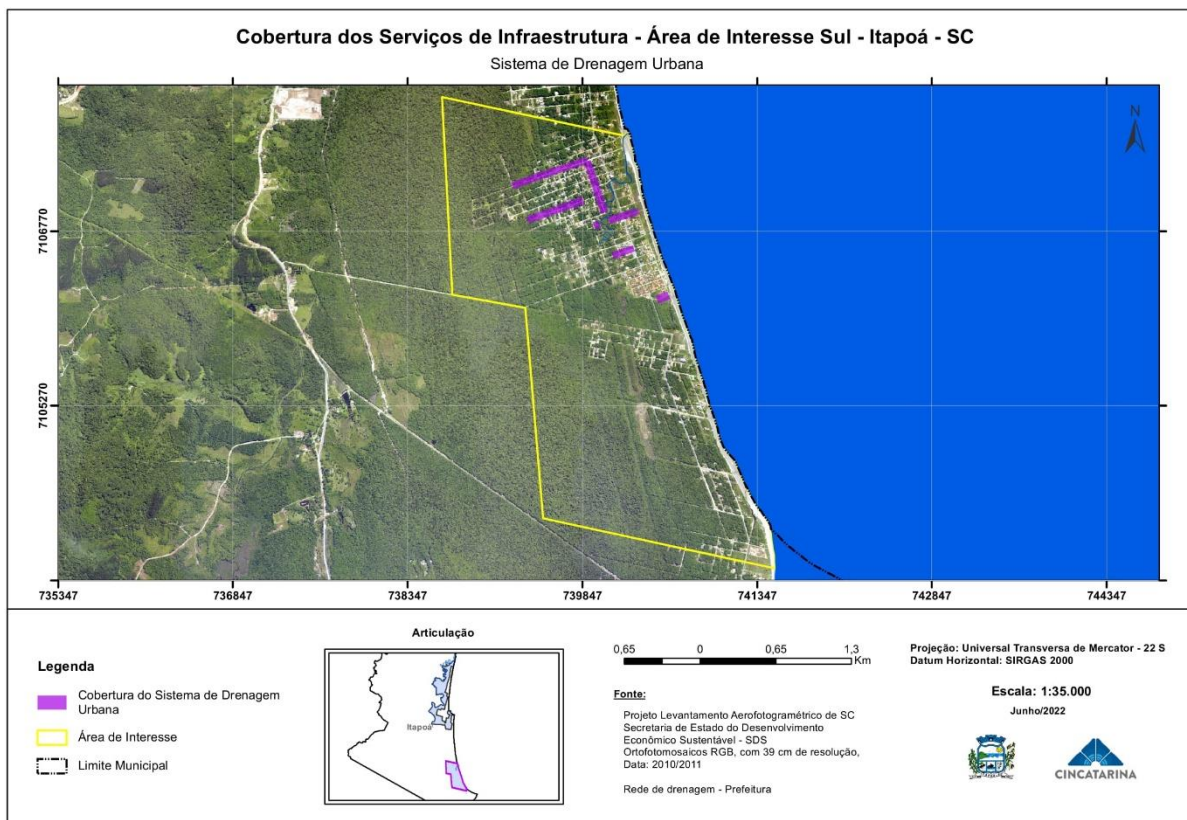 Cobertura dos Serviços de Infraestrutura - Área de Interesse Sul - Itapoá - SC
Sistema de Drenagem Urbana
N
7106770
7105270
735347
736847
738347
739847
741347
742847
744347
Legenda
Cobertura do Sistema de Drenagem
Urbana
Área de Interesse
Limite Municipal
Articulação
Itapoá
0,65
0
0,65
1,3
Km
Fonte:
Projeto Levantamento Aerofotogramétrico de SC
Secretaria de Estado do Desenvolvimento
Econômico Sustentável - SDS
Ortofotomosaicos RGB, com 39 cm de resolução,
Data: 2010/2011
Rede de drenagem - Prefeitura
Projeção: Universal Transversa de Mercator - 22 S
Datum Horizontal: SIRGAS 2000
Escala: 1:35.000
Junho/2022
CINCATARINA